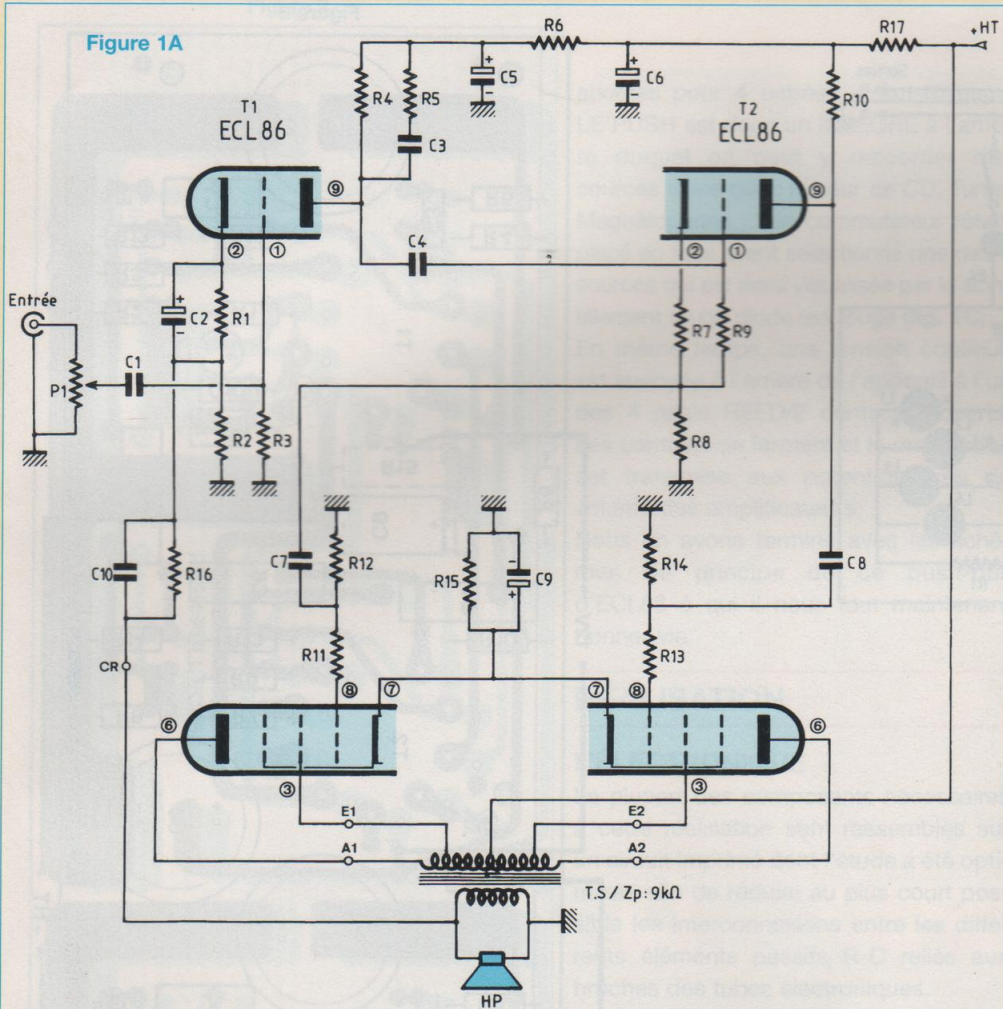 Figure 1A
R6
R17
+HT
R4
R5
C5
C6
R10
T1
ECL86
C3
T2
ECL86
⑨
⑨
②
①
C4
②
①
Entrée
C2
R1
R7
R9
P1
C1
R2
R3
R8
C10
R16
C7
R12
R15
C9
R14
C8
CR
R11
R13
⑧
⑦
⑦
⑧
⑥
⑥
③
③
E1
E2
A1
A2
T.S / Zp: 9kΩ
HP